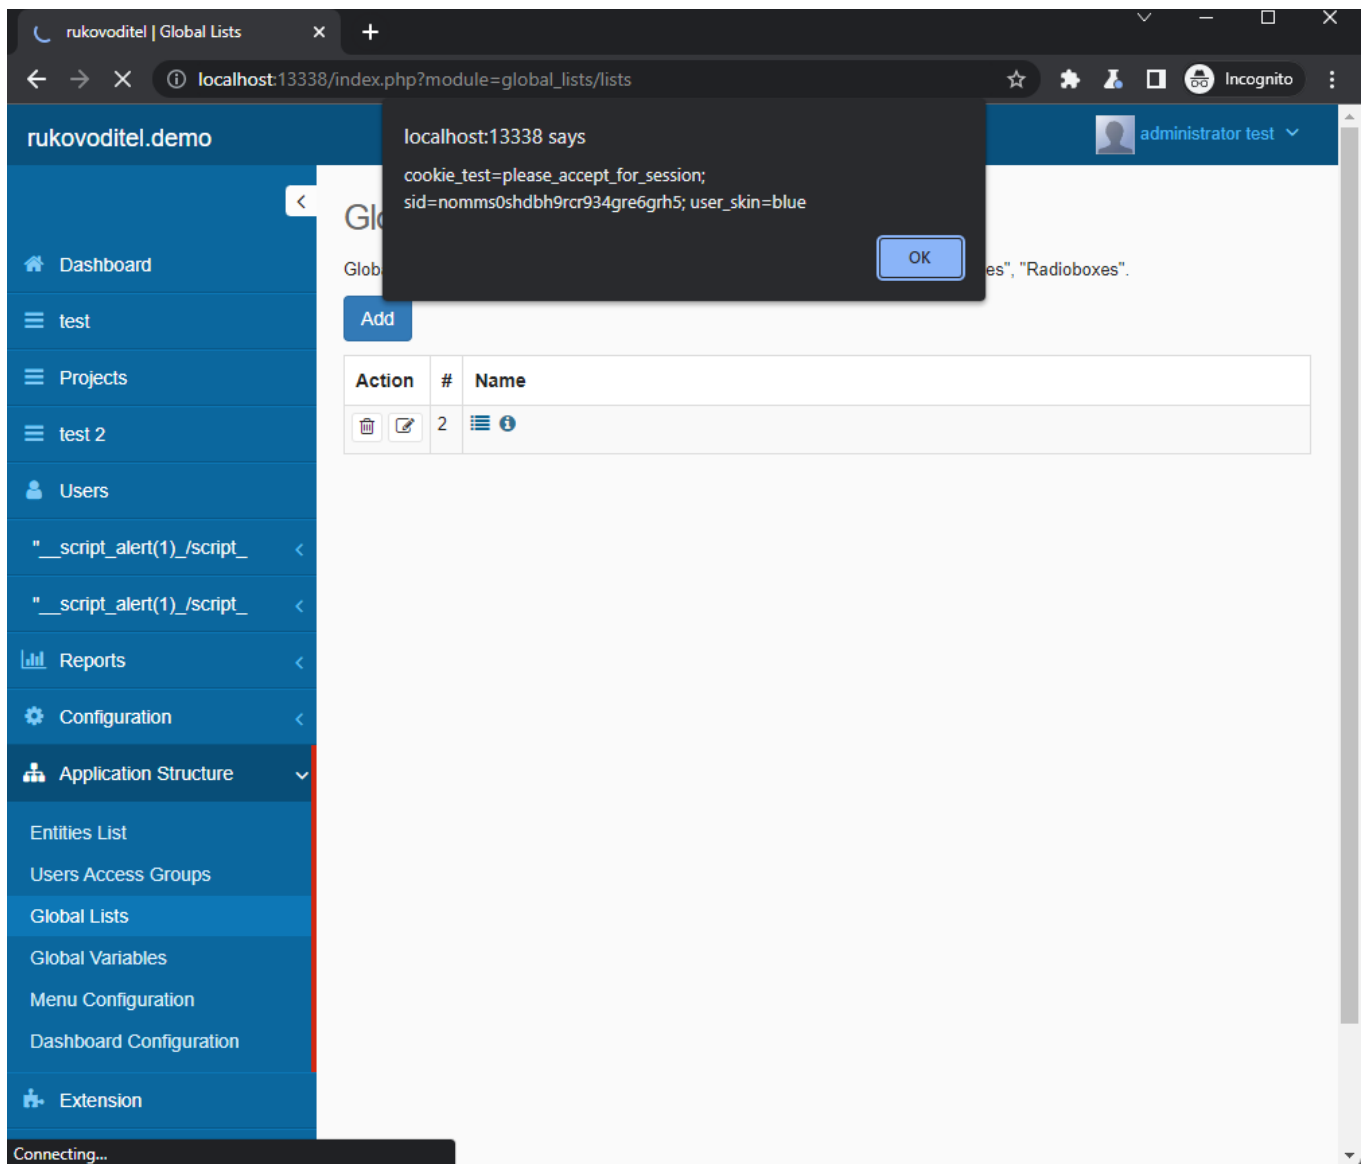 rukovoditel | Global Lists
localhost:13338/index.php?module=global_lists/lists
Incognito
rukovoditel.demo
administrator test
localhost:13338 says
cookie_test=please_accept_for_session;
sid=nomms0shdbh9rcr934gre6grh5; user_skin=blue
OK
Glo
Glob
es", "Radioboxes".
Add
Action # Name
2
Dashboard
test
Projects
test 2
Users
"__script_alert(1)_/script_
"__script_alert(1)_/script_
Reports
Configuration
Application Structure
Entities List
Users Access Groups
Global Lists
Global Variables
Menu Configuration
Dashboard Configuration
Extension
Connecting...